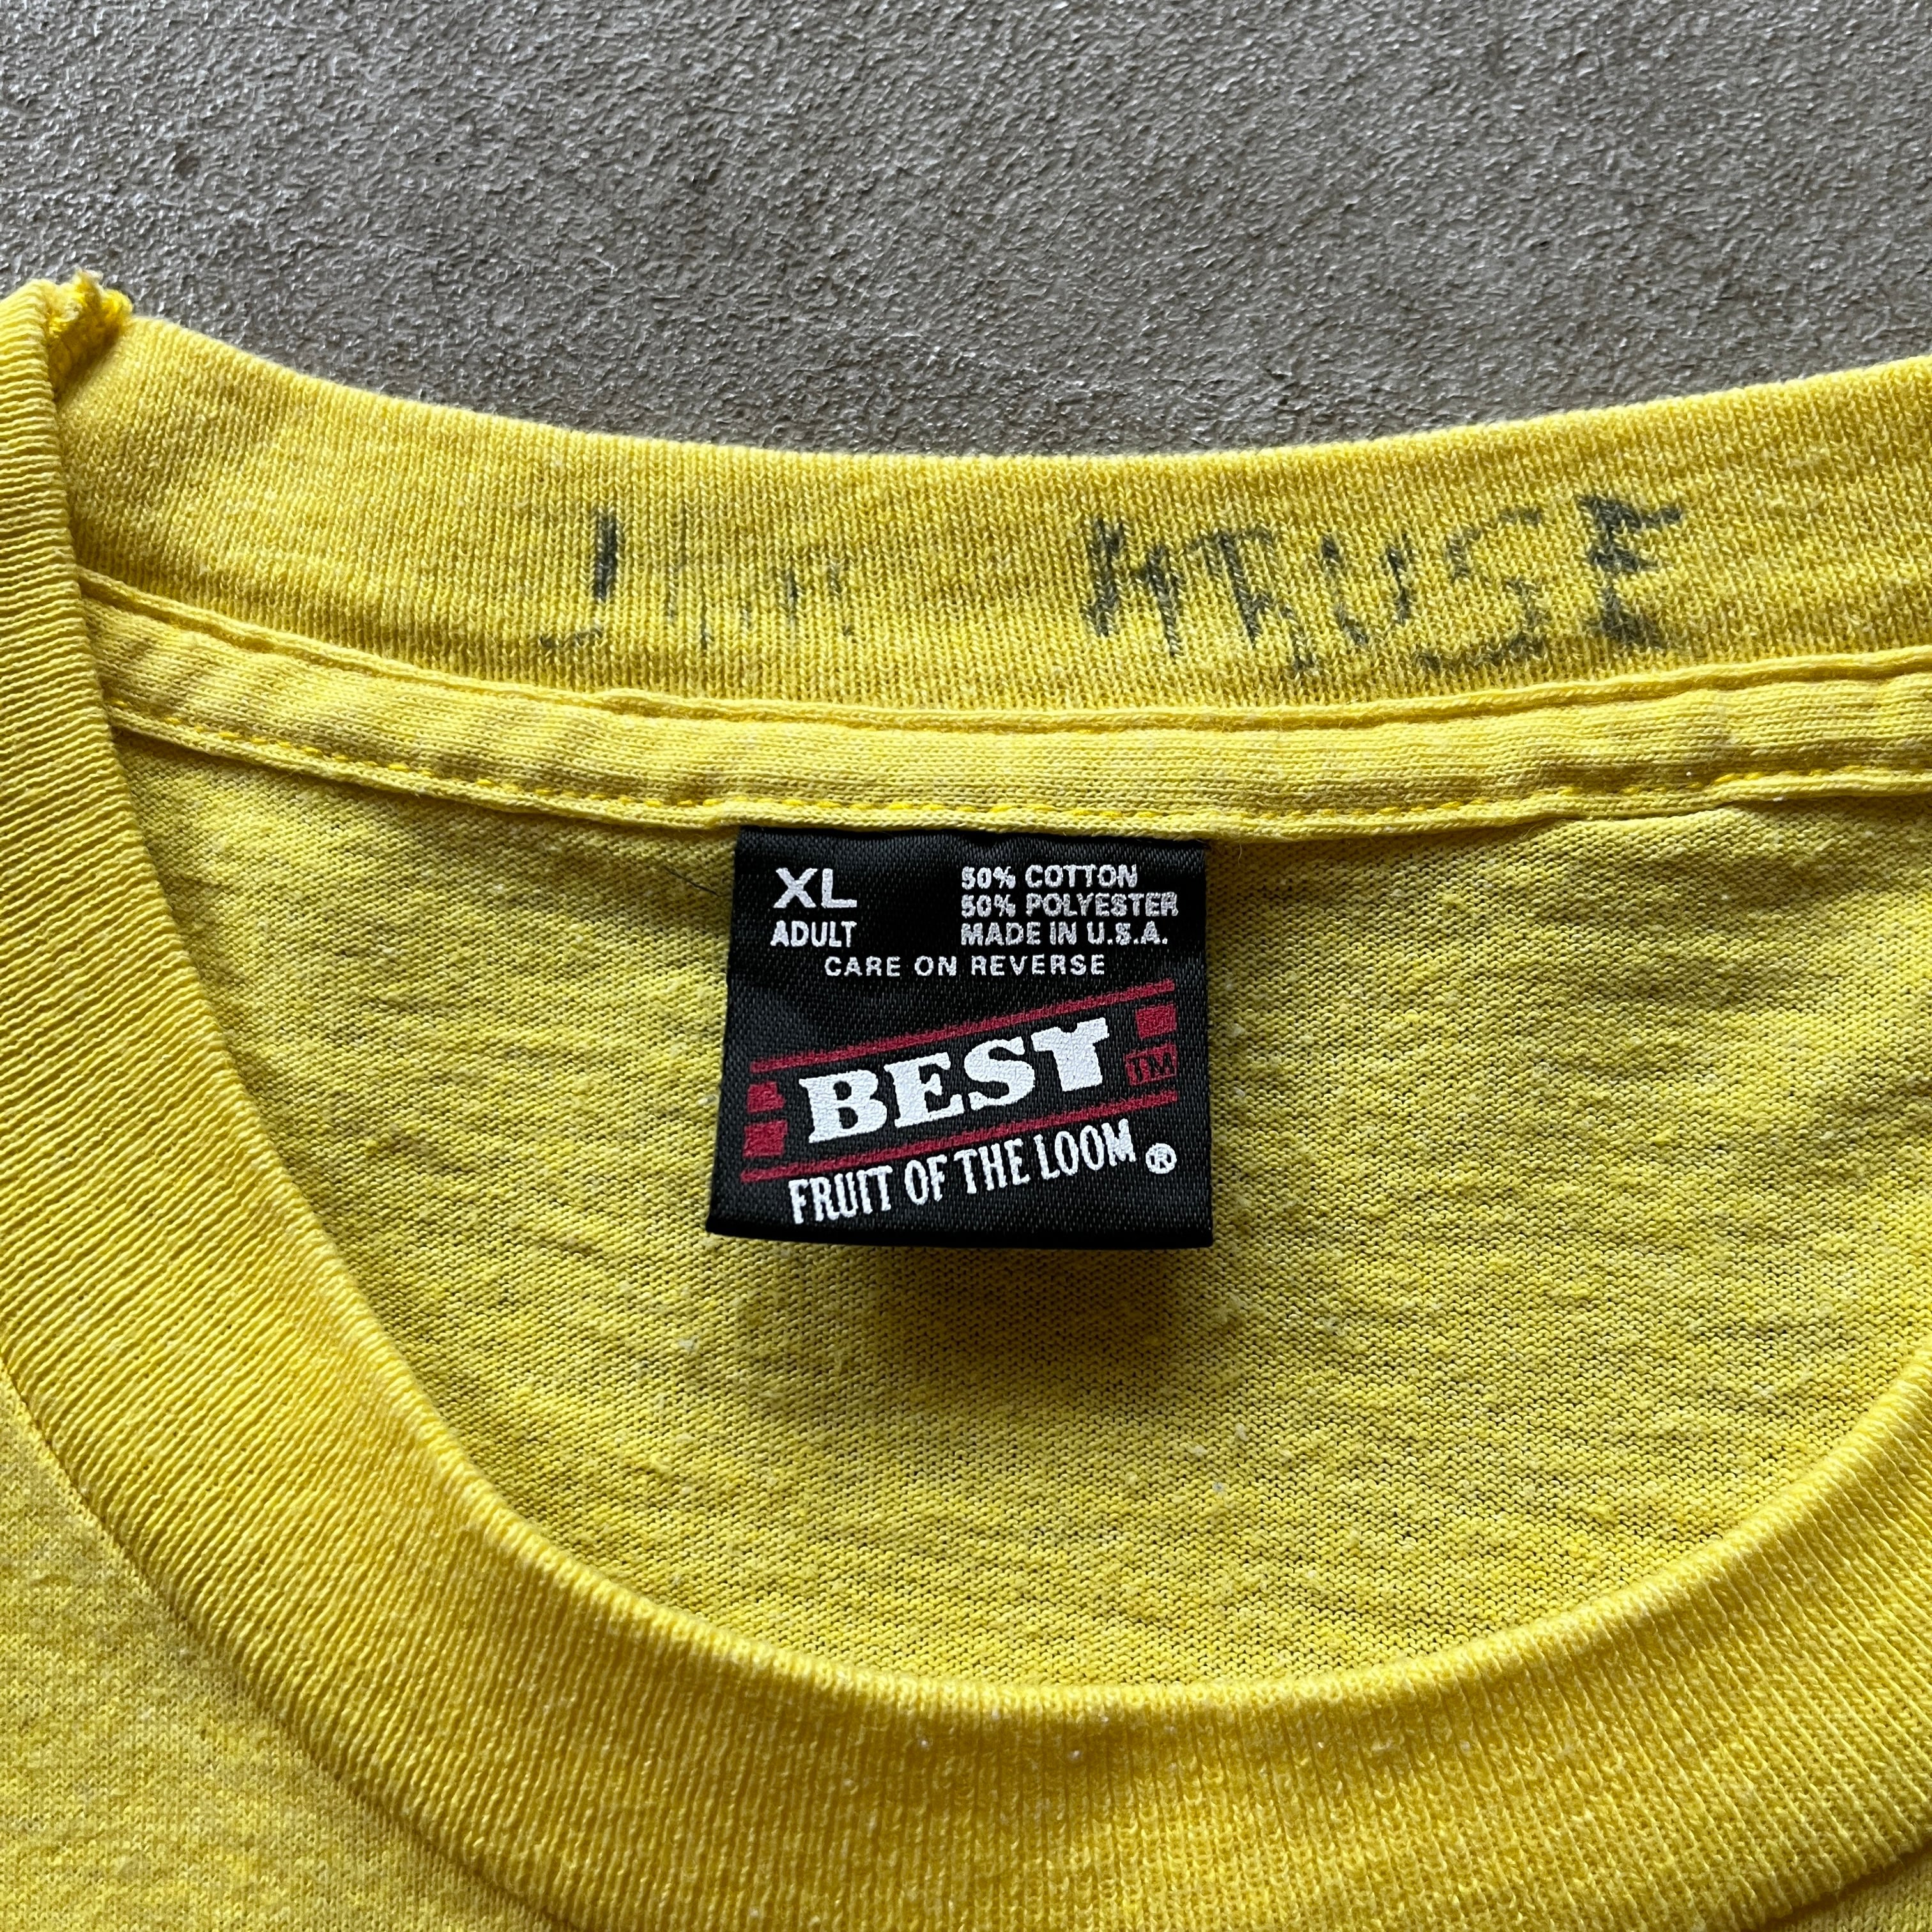 HOUSE
XL
ADULT
50% COTTON
50% POLYESTER
MADE IN U.S.A.
CARE ON REVERSE
BEST TM
FRUIT OF THE LOOM ®